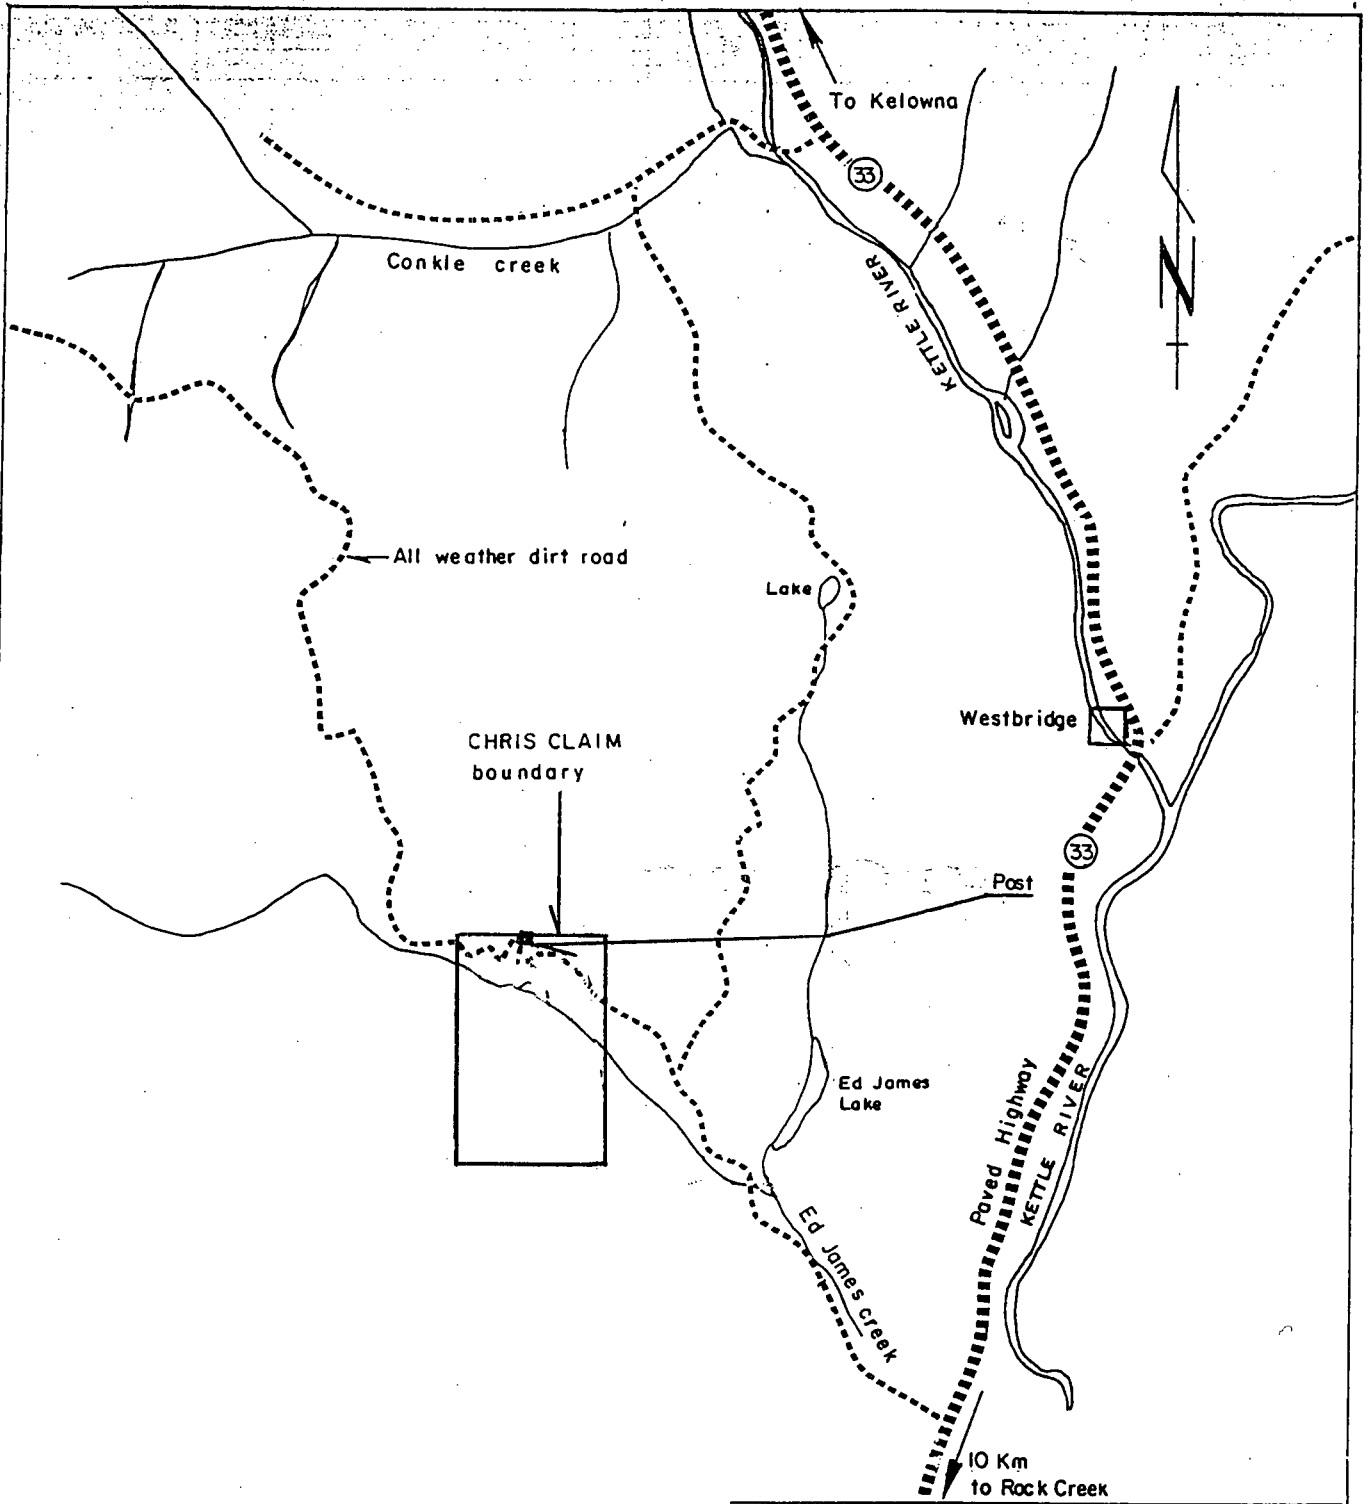 To Kelowna
33
N
Conkle creek
KETTLE RIVER
All weather dirt road
Lake
Westbridge
CHRIS CLAIM
boundary
33
Post
Ed James
Lake
Paved Highway
KETTLE RIVER
Ed James creek
10 Km
to Rock Creek